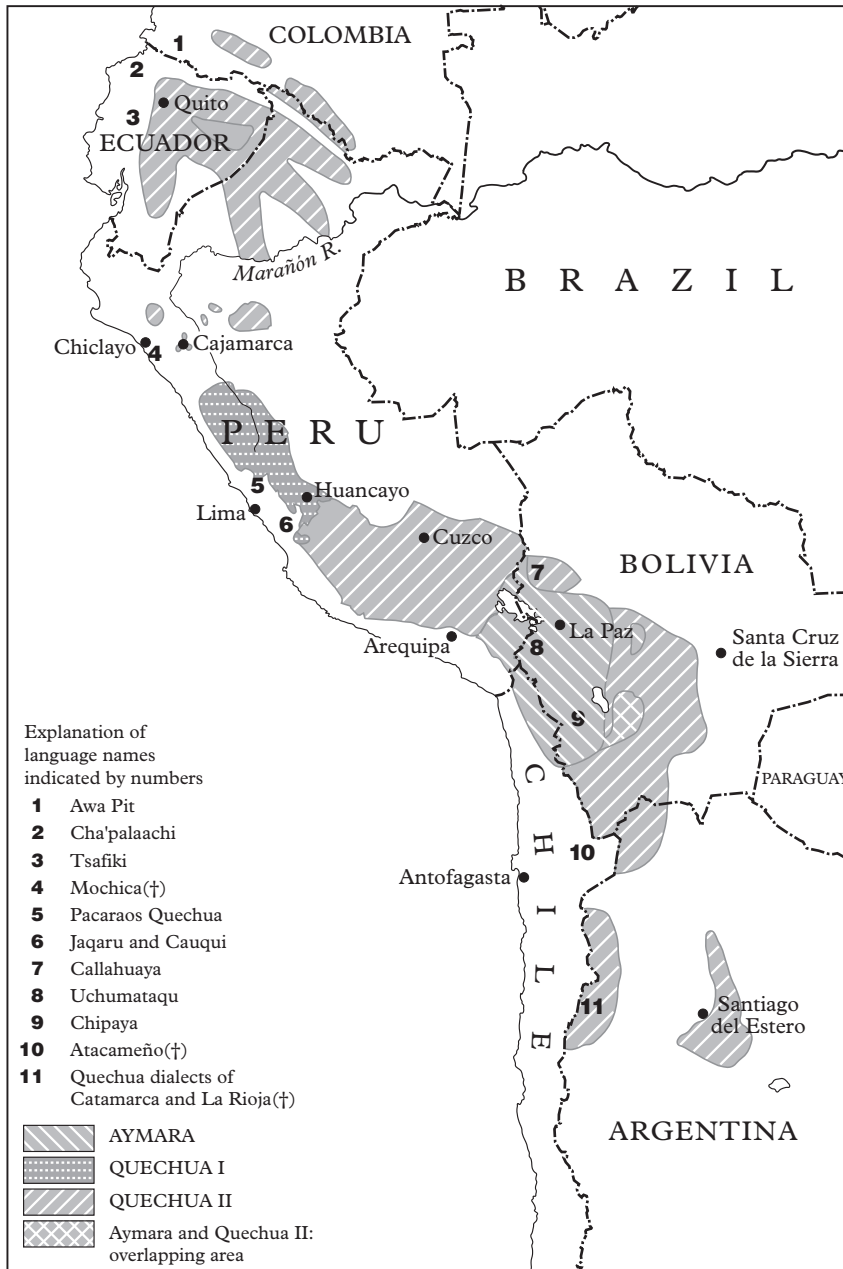 COLOMBIA
1
2
Quito
3
ECUADOR
Marañón R.
B R A Z I L
Chiclayo
4
Cajamarca
P E R U
5
Huancayo
Lima
6
Cuzco
7
BOLIVIA
La Paz
Arequipa
8
Santa Cruz
de la Sierra
9
PARAGUAY
C H I L E
10
Antofagasta
11
Santiago
del Estero
ARGENTINA
Explanation of
language names
indicated by numbers
1 Awa Pit
2 Cha'palaachi
3 Tsafiki
4 Mochica(†)
5 Pacaraos Quechua
6 Jaqaru and Cauqui
7 Callahuaya
8 Uchumataqu
9 Chipaya
10 Atacameño(†)
11 Quechua dialects of
Catamarca and La Rioja(†)
AYMARA
QUECHUA I
QUECHUA II
Aymara and Quechua II:
overlapping area